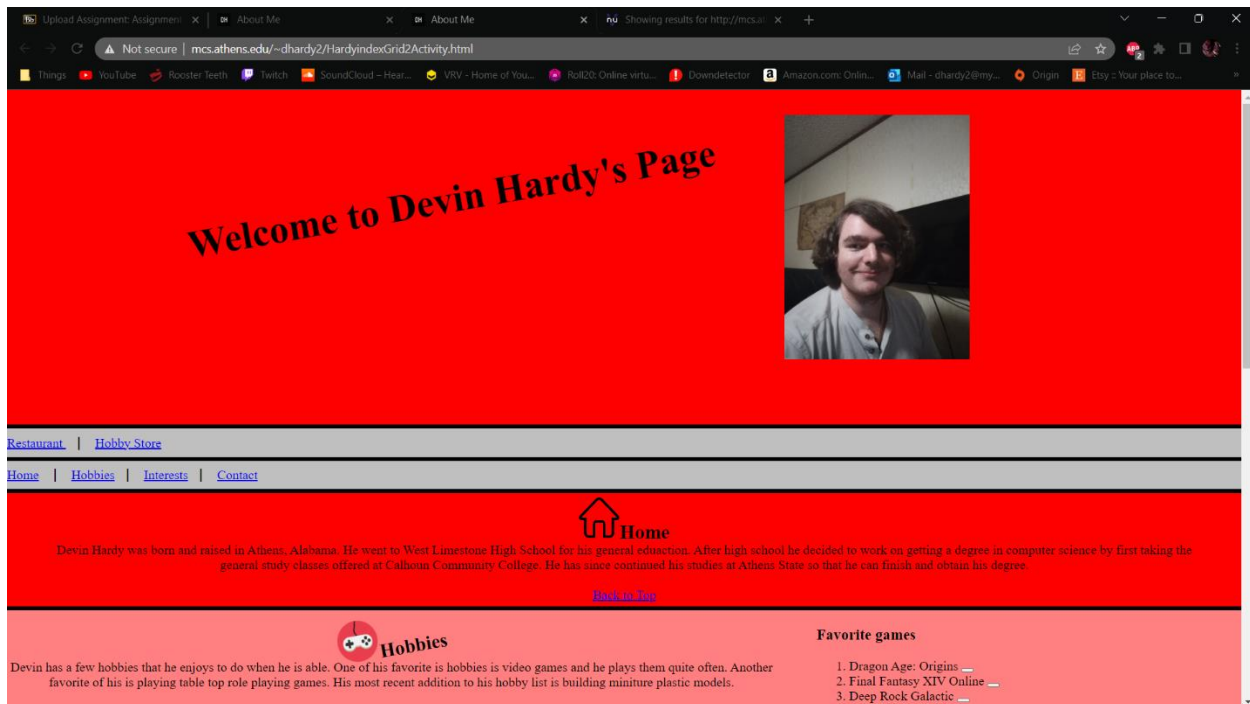 Upload Assignment: Assignment
DH About Me
DH About Me
nu Showing results for http://mcs.at
Not secure | mcs.athens.edu/~dhardy2/HardyindexGrid2Activity.html
ABP
2
Things YouTube Rooster Teeth Twitch SoundCloud – Hear... VRV - Home of You... Roll20: Online virtu... Downdetector a Amazon.com: Onlin... Mail - dhardy2@my... Origin E Etsy :: Your place to... »
Welcome to Devin Hardy's Page
Restaurant | Hobby Store
Home | Hobbies | Interests | Contact
Home
Devin Hardy was born and raised in Athens, Alabama. He went to West Limestone High School for his general eduaction. After high school he decided to work on getting a degree in computer science by first taking the
general study classes offered at Calhoun Community College. He has since continued his studies at Athens State so that he can finish and obtain his degree.
Back to Top
Hobbies
Devin has a few hobbies that he enjoys to do when he is able. One of his favorite is hobbies is video games and he plays them quite often. Another
favorite of his is playing table top role playing games. His most recent addition to his hobby list is building miniture plastic models.
Favorite games
1. Dragon Age: Origins
2. Final Fantasy XIV Online
3. Deep Rock Galactic